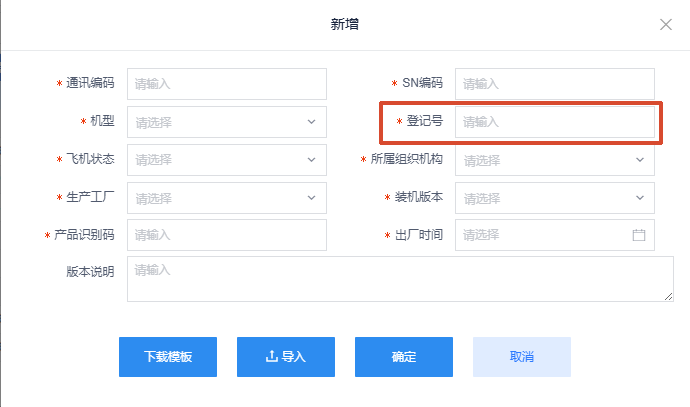 新增
* 通讯编码 请输入 * SN编码 请输入
* 机型 请选择 * 登记号 请输入
* 飞机状态 请选择 * 所属组织机构 请选择
* 生产工厂 请选择 * 装机版本 请选择
* 产品识别码 请输入 * 出厂时间 请选择
版本说明 请输入
下载模板 导入 确定 取消